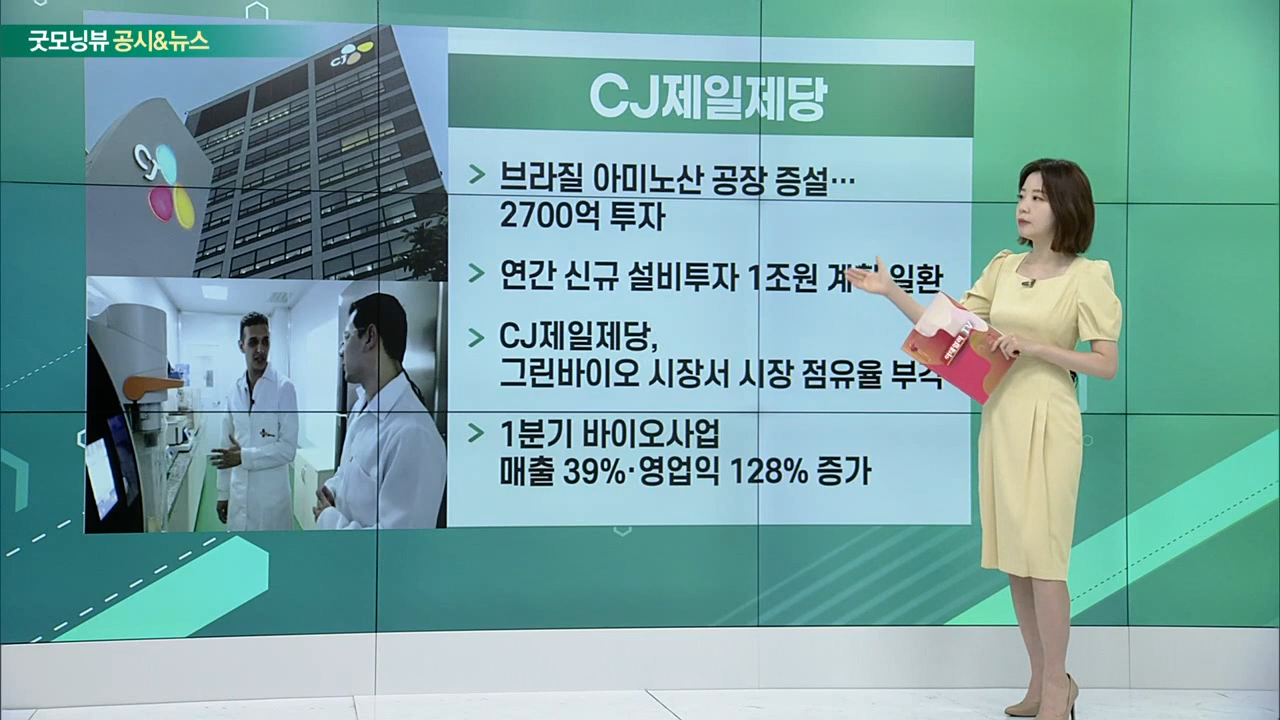 굿모닝뷰 공시&뉴스
CJ
CJ
CJ제일제당
> 브라질 아미노산 공장 증설…
2700억 투자
> 연간 신규 설비투자 1조원 계획 일환
> CJ제일제당,
그린바이오 시장서 시장 점유율 부각
> 1분기 바이오사업
매출 39%·영업익 128% 증가